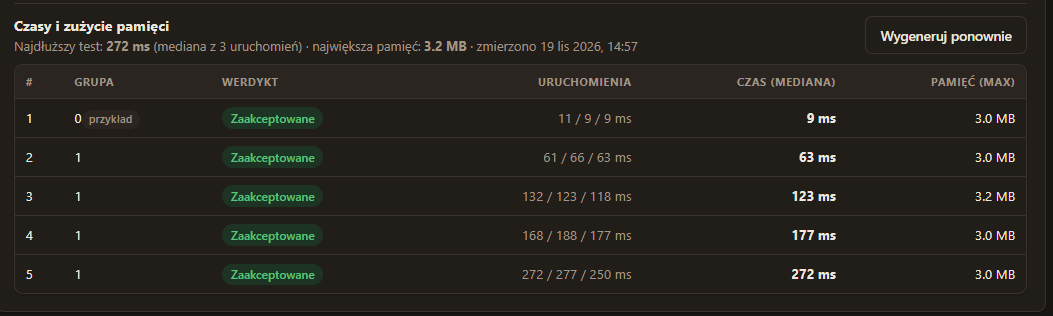 Czasy i zużycie pamięci
Najdłuższy test: 272 ms (mediana z 3 uruchomień) · największa pamięć: 3.2 MB · zmierzono 19 lis 2026, 14:57
Wygeneruj ponownie
# GRUPA WERDYKT URUCHOMIENIA CZAS (MEDIANA) PAMIĘĆ (MAX)
1 0 przykład Zaakceptowane 11 / 9 / 9 ms 9 ms 3.0 MB
2 1 Zaakceptowane 61 / 66 / 63 ms 63 ms 3.0 MB
3 1 Zaakceptowane 132 / 123 / 118 ms 123 ms 3.2 MB
4 1 Zaakceptowane 168 / 188 / 177 ms 177 ms 3.0 MB
5 1 Zaakceptowane 272 / 277 / 250 ms 272 ms 3.0 MB